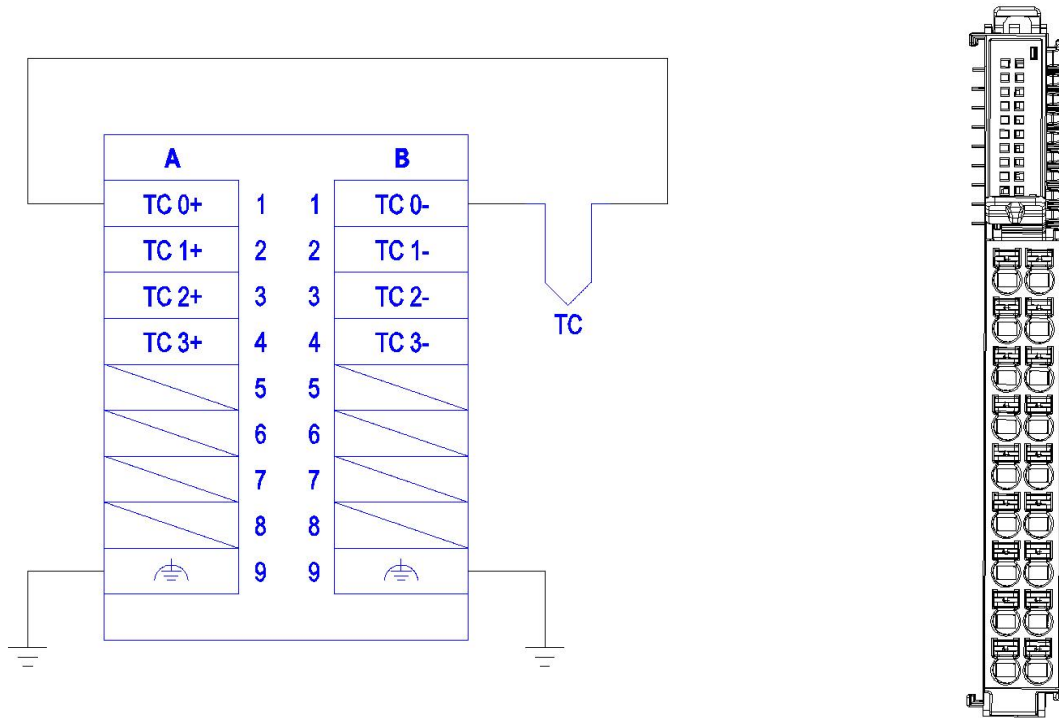 A B
TC 0+ 1 1 TC 0-
TC 1+ 2 2 TC 1-
TC 2+ 3 3 TC 2-
TC 3+ 4 4 TC 3-
TC
5 5
6 6
7 7
8 8
9 9